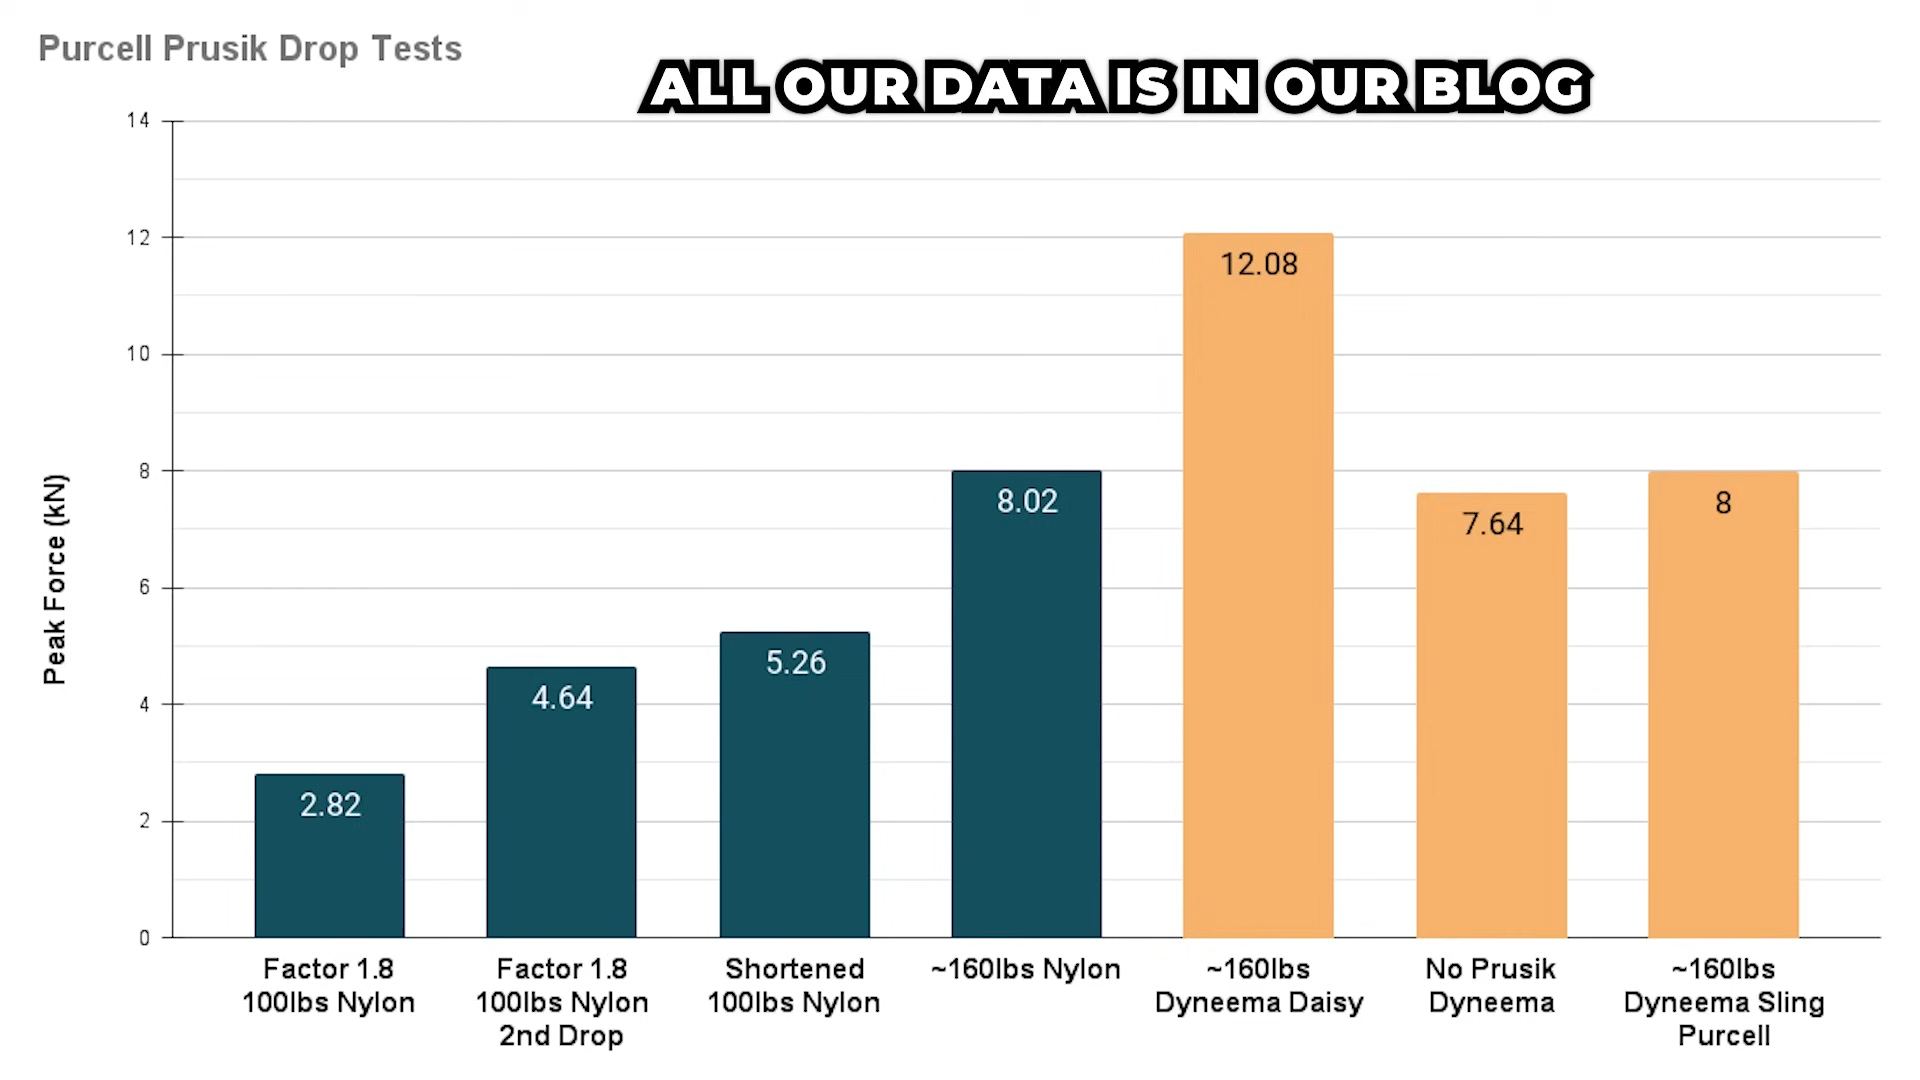 Purcell Prusik Drop Tests
ALL OUR DATA IS IN OUR BLOG
14
12
10
8
6
4
2
0
Peak Force (kN)
2.82
4.64
5.26
8.02
12.08
7.64
8
Factor 1.8
100lbs Nylon
Factor 1.8
100lbs Nylon
2nd Drop
Shortened
100lbs Nylon
~160lbs Nylon
~160lbs
Dyneema Daisy
No Prusik
Dyneema
~160lbs
Dyneema Sling
Purcell